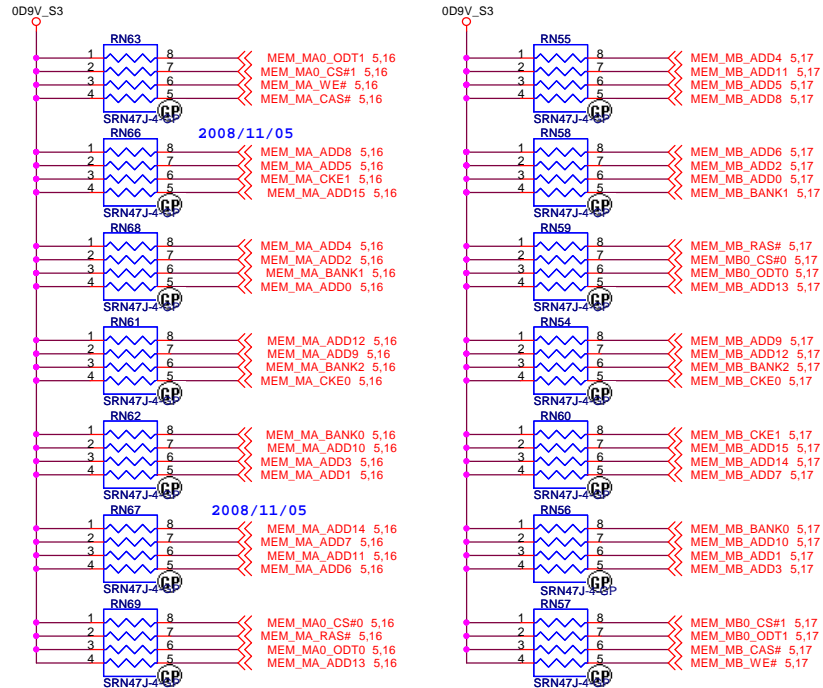 0D9V_S3
RN63
1 8 MEM_MA0_ODT1 5,16
2 7 MEM_MA0_CS#1 5,16
3 6 MEM_MA_WE# 5,16
4 5 MEM_MA_CAS# 5,16
GP
SRN47J-4-GP
RN66
2008/11/05
1 8 MEM_MA_ADD8 5,16
2 7 MEM_MA_ADD5 5,16
3 6 MEM_MA_CKE1 5,16
4 5 MEM_MA_ADD15 5,16
GP
SRN47J-4-GP
RN68
1 8 MEM_MA_ADD4 5,16
2 7 MEM_MA_ADD2 5,16
3 6 MEM_MA_BANK1 5,16
4 5 MEM_MA_ADD0 5,16
GP
SRN47J-4-GP
RN61
1 8 MEM_MA_ADD12 5,16
2 7 MEM_MA_ADD9 5,16
3 6 MEM_MA_BANK2 5,16
4 5 MEM_MA_CKE0 5,16
GP
SRN47J-4-GP
RN62
1 8 MEM_MA_BANK0 5,16
2 7 MEM_MA_ADD10 5,16
3 6 MEM_MA_ADD3 5,16
4 5 MEM_MA_ADD1 5,16
GP
SRN47J-4-GP
RN67
2008/11/05
1 8 MEM_MA_ADD14 5,16
2 7 MEM_MA_ADD7 5,16
3 6 MEM_MA_ADD11 5,16
4 5 MEM_MA_ADD6 5,16
GP
SRN47J-4-GP
RN69
1 8 MEM_MA0_CS#0 5,16
2 7 MEM_MA_RAS# 5,16
3 6 MEM_MA0_ODT0 5,16
4 5 MEM_MA_ADD13 5,16
GP
SRN47J-4-GP
0D9V_S3
RN55
1 8 MEM_MB_ADD4 5,17
2 7 MEM_MB_ADD11 5,17
3 6 MEM_MB_ADD5 5,17
4 5 MEM_MB_ADD8 5,17
GP
SRN47J-4-GP
RN58
1 8 MEM_MB_ADD6 5,17
2 7 MEM_MB_ADD2 5,17
3 6 MEM_MB_ADD0 5,17
4 5 MEM_MB_BANK1 5,17
GP
SRN47J-4-GP
RN59
1 8 MEM_MB_RAS# 5,17
2 7 MEM_MB0_CS#0 5,17
3 6 MEM_MB0_ODT0 5,17
4 5 MEM_MB_ADD13 5,17
GP
SRN47J-4-GP
RN54
1 8 MEM_MB_ADD9 5,17
2 7 MEM_MB_ADD12 5,17
3 6 MEM_MB_BANK2 5,17
4 5 MEM_MB_CKE0 5,17
GP
SRN47J-4-GP
RN60
1 8 MEM_MB_CKE1 5,17
2 7 MEM_MB_ADD15 5,17
3 6 MEM_MB_ADD14 5,17
4 5 MEM_MB_ADD7 5,17
GP
SRN47J-4-GP
RN56
1 8 MEM_MB_BANK0 5,17
2 7 MEM_MB_ADD10 5,17
3 6 MEM_MB_ADD1 5,17
4 5 MEM_MB_ADD3 5,17
GP
SRN47J-4-GP
RN57
1 8 MEM_MB0_CS#1 5,17
2 7 MEM_MB0_ODT1 5,17
3 6 MEM_MB_CAS# 5,17
4 5 MEM_MB_WE# 5,17
GP
SRN47J-4-GP